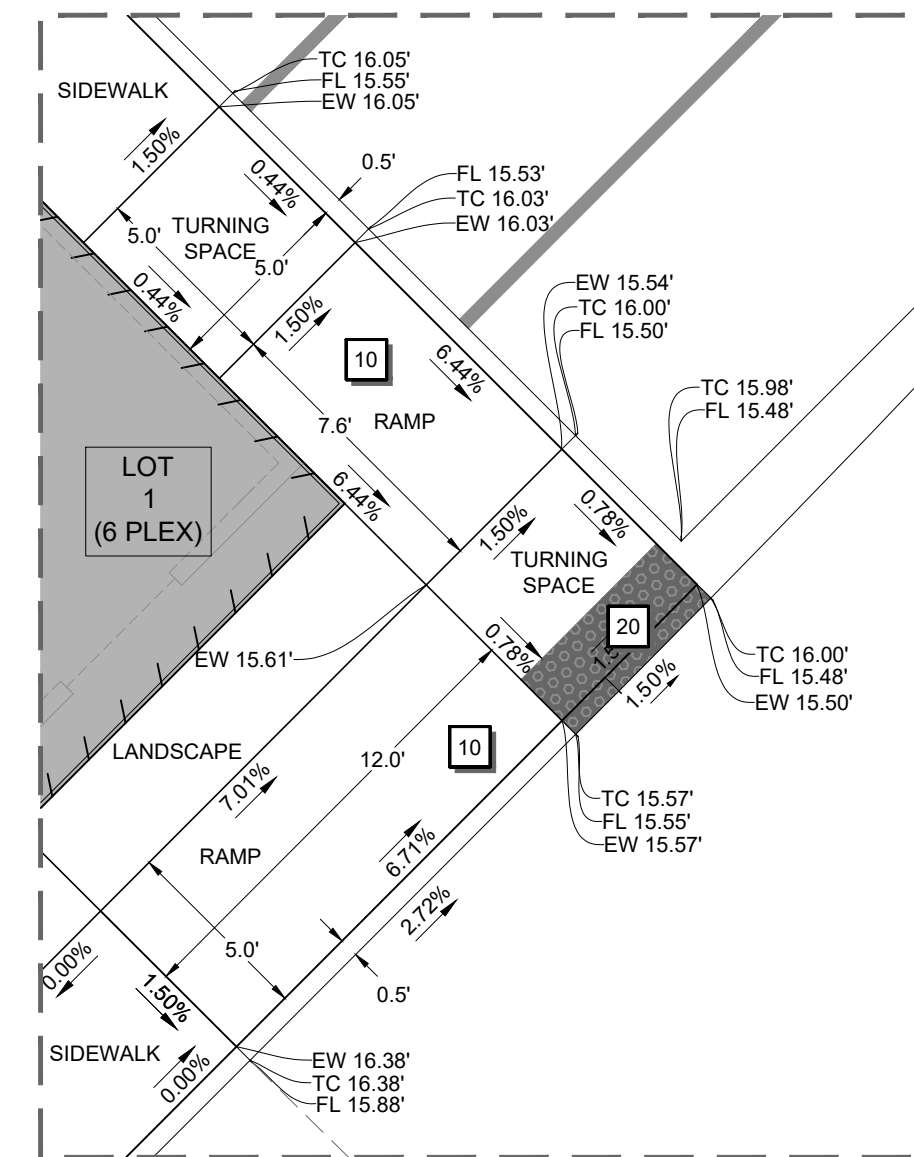 TC 16.05'
FL 15.55'
EW 16.05'
SIDEWALK
1.50%
0.44%
0.5'
FL 15.53'
TC 16.03'
EW 16.03'
5.0'
TURNING
SPACE
5.0'
0.44%
1.50%
EW 15.54'
TC 16.00'
FL 15.50'
10
6.44%
RAMP
7.6'
TC 15.98'
FL 15.48'
LOT
1
(6 PLEX)
6.44%
1.50%
0.78%
TURNING
SPACE
20
0.78%
1.50%
EW 15.61'
TC 16.00'
FL 15.48'
EW 15.50'
LANDSCAPE
7.01%
12.0'
10
TC 15.57'
FL 15.55'
EW 15.57'
RAMP
6.71%
2.72%
5.0'
0.00%
1.50%
0.5'
SIDEWALK
0.00%
EW 16.38'
TC 16.38'
FL 15.88'